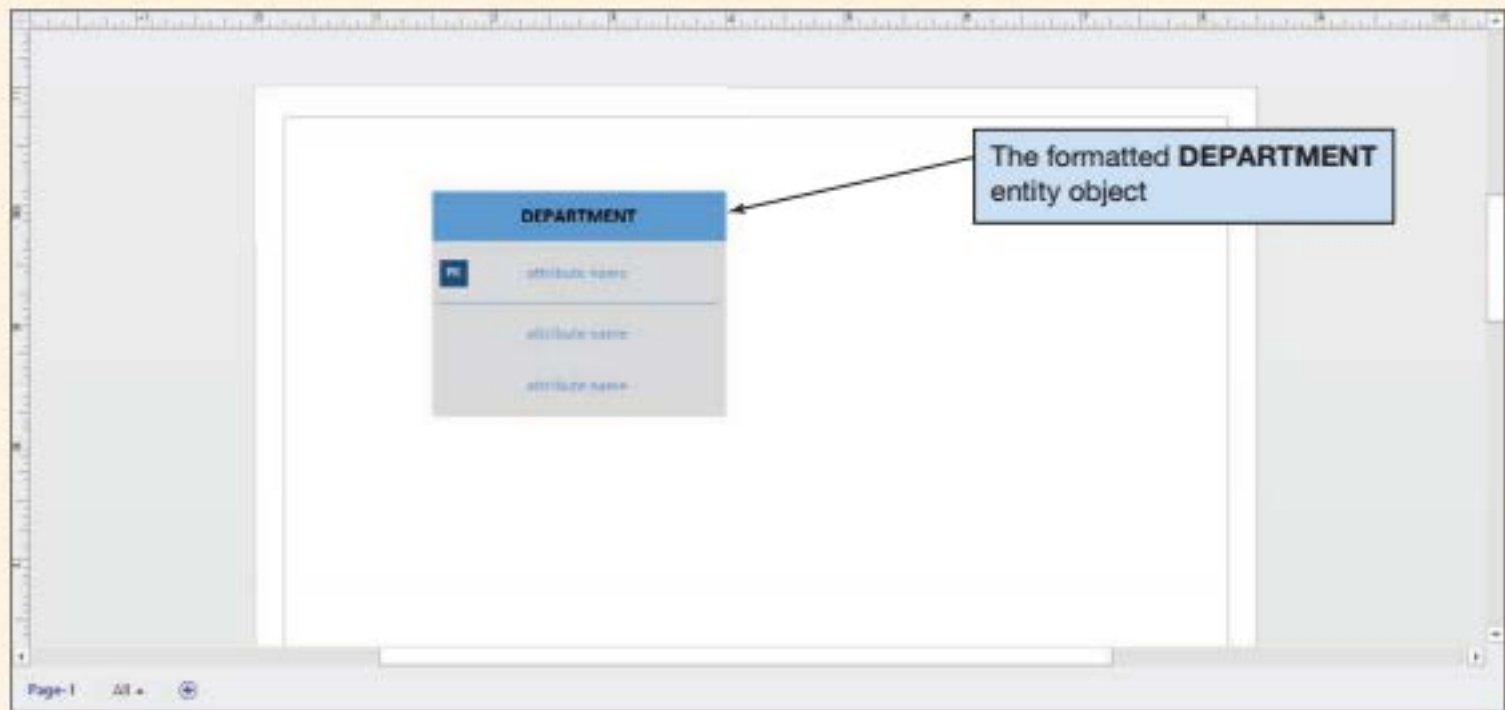 The formatted DEPARTMENT
entity object
DEPARTMENT
PK attribute name
attribute name
attribute name
Page-1 All